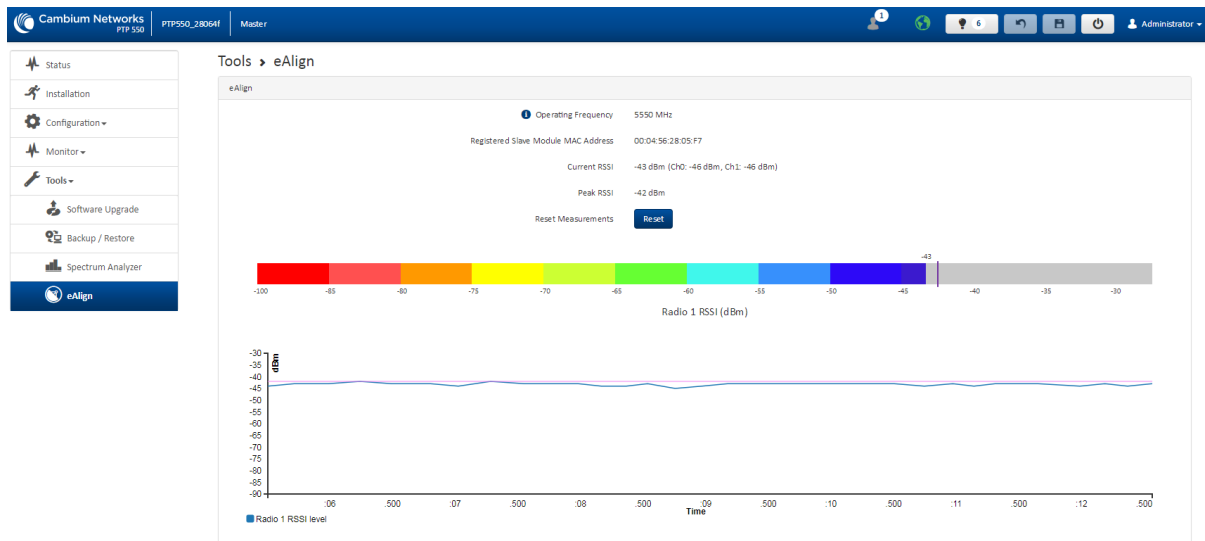 Cambium Networks
PTP 550
PTP550_28064f
Master
1
6
Administrator
Status
Installation
Configuration
Monitor
Tools
Software Upgrade
Backup / Restore
Spectrum Analyzer
eAlign
Tools > eAlign
eAlign
Operating Frequency 5550 MHz
Registered Slave Module MAC Address 00:04:56:28:05:F7
Current RSSI -43 dBm (Ch0: -46 dBm, Ch1: -46 dBm)
Peak RSSI -42 dBm
Reset Measurements Reset
-43
-100 -85 -80 -75 -70 -65 -60 -55 -50 -45 -40 -35 -30
Radio 1 RSSI (dBm)
dBm
-30
-35
-40
-45
-50
-55
-60
-65
-70
-75
-80
-85
-90
:06 .500 :07 .500 :08 .500 :09 .500 :10 .500 :11 .500 :12 .500
Time
Radio 1 RSSI level